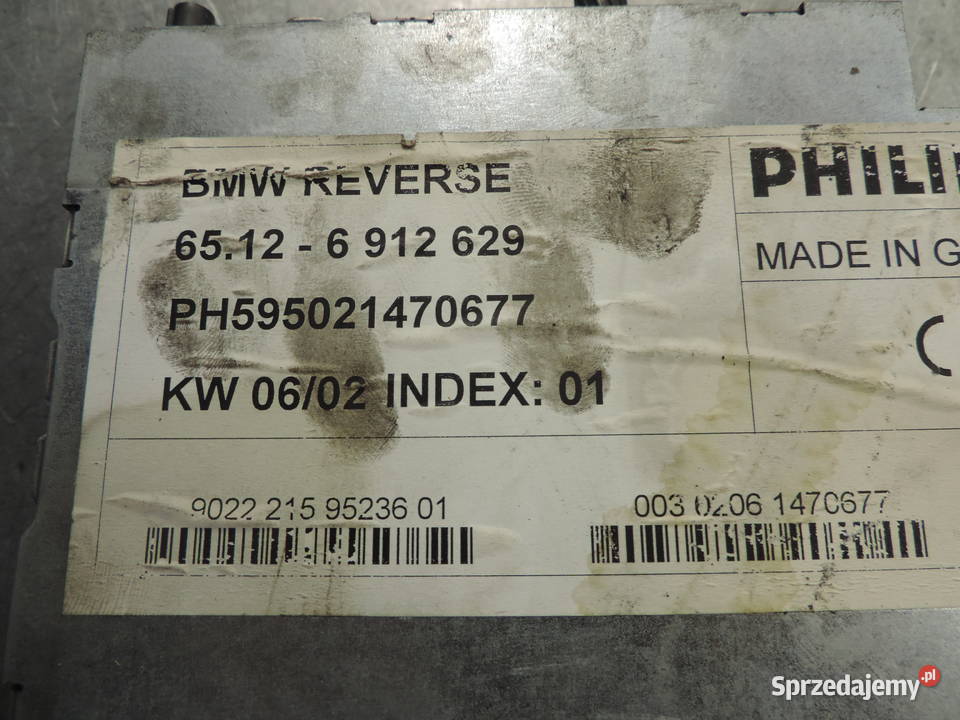 BMW REVERSE
65.12 - 6 912 629
PH595021470677
KW 06/02 INDEX: 01
PHILI
MADE IN G
9022 215 95236 01
003 0206 1470677
Sprzedajemy.pl